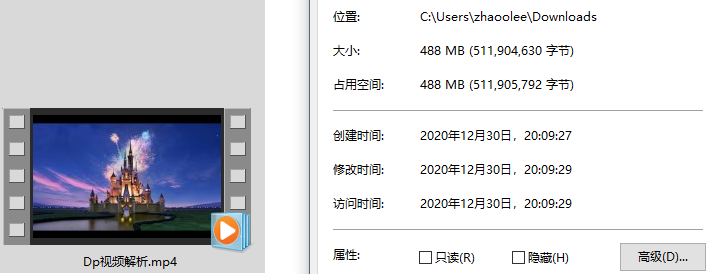 Dp视频解析.mp4
位置: C:\Users\zhaoolee\Downloads
大小: 488 MB (511,904,630 字节)
占用空间: 488 MB (511,905,792 字节)
创建时间: 2020年12月30日，20:09:27
修改时间: 2020年12月30日，20:09:29
访问时间: 2020年12月30日，20:09:29
属性: 只读(R) 隐藏(H) 高级(D)...